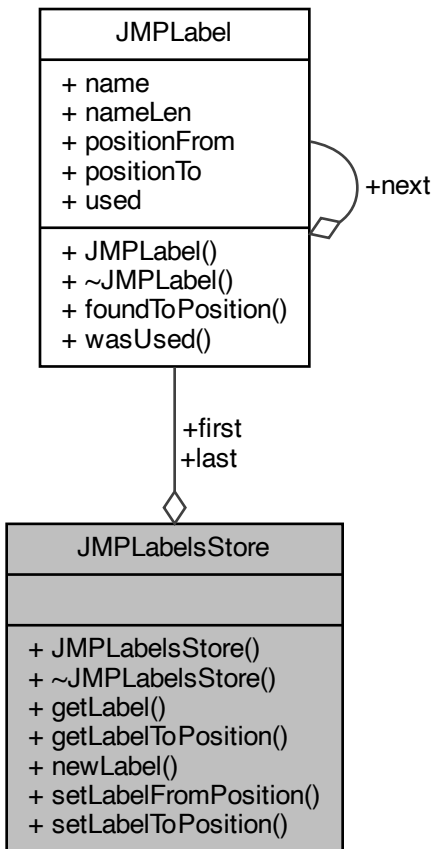 JMPLabel
+ name
+ nameLen
+ positionFrom
+ positionTo
+ used
+next
+ JMPLabel()
+ ~JMPLabel()
+ foundToPosition()
+ wasUsed()
+first
+last
JMPLabelsStore
+ JMPLabelsStore()
+ ~JMPLabelsStore()
+ getLabel()
+ getLabelToPosition()
+ newLabel()
+ setLabelFromPosition()
+ setLabelToPosition()